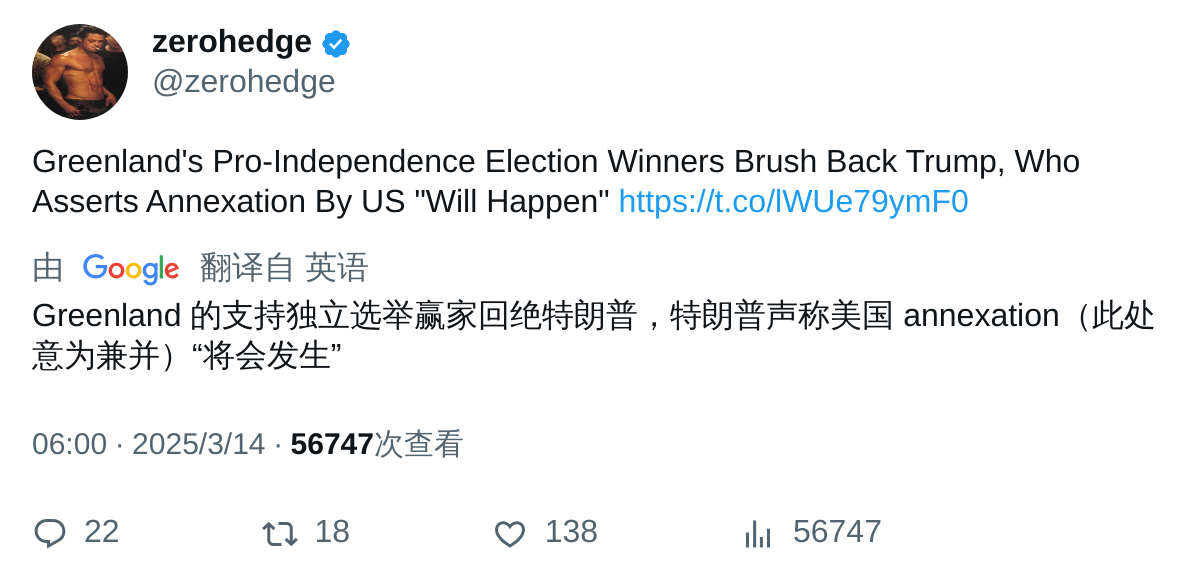 zerohedge
@zerohedge
Greenland's Pro-Independence Election Winners Brush Back Trump, Who
Asserts Annexation By US "Will Happen" https://t.co/lWUe79ymF0
由 Google 翻译自 英语
Greenland 的支持独立选举赢家回绝特朗普，特朗普声称美国 annexation（此处
意为兼并）“将会发生”
06:00 · 2025/3/14 · 56747次查看
22 18 138 56747